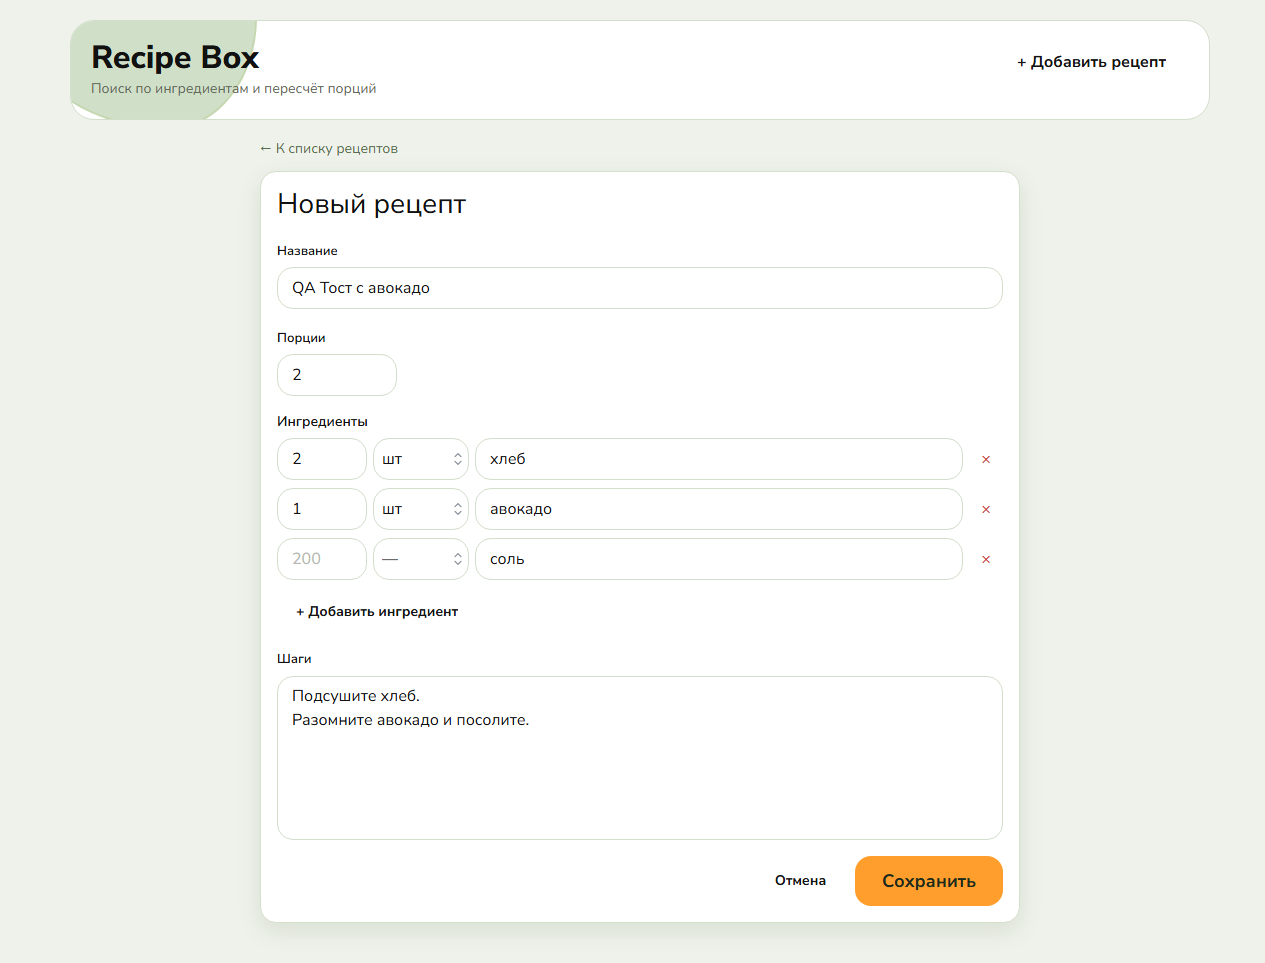 Recipe Box
Поиск по ингредиентам и пересчёт порций
+ Добавить рецепт
← К списку рецептов
Новый рецепт
Название
QA Тост с авокадо
Порции
2
Ингредиенты
2 шт хлеб ×
1 шт авокадо ×
200 — соль ×
+ Добавить ингредиент
Шаги
Подсушите хлеб.
Разомните авокадо и посолите.
Отмена Сохранить